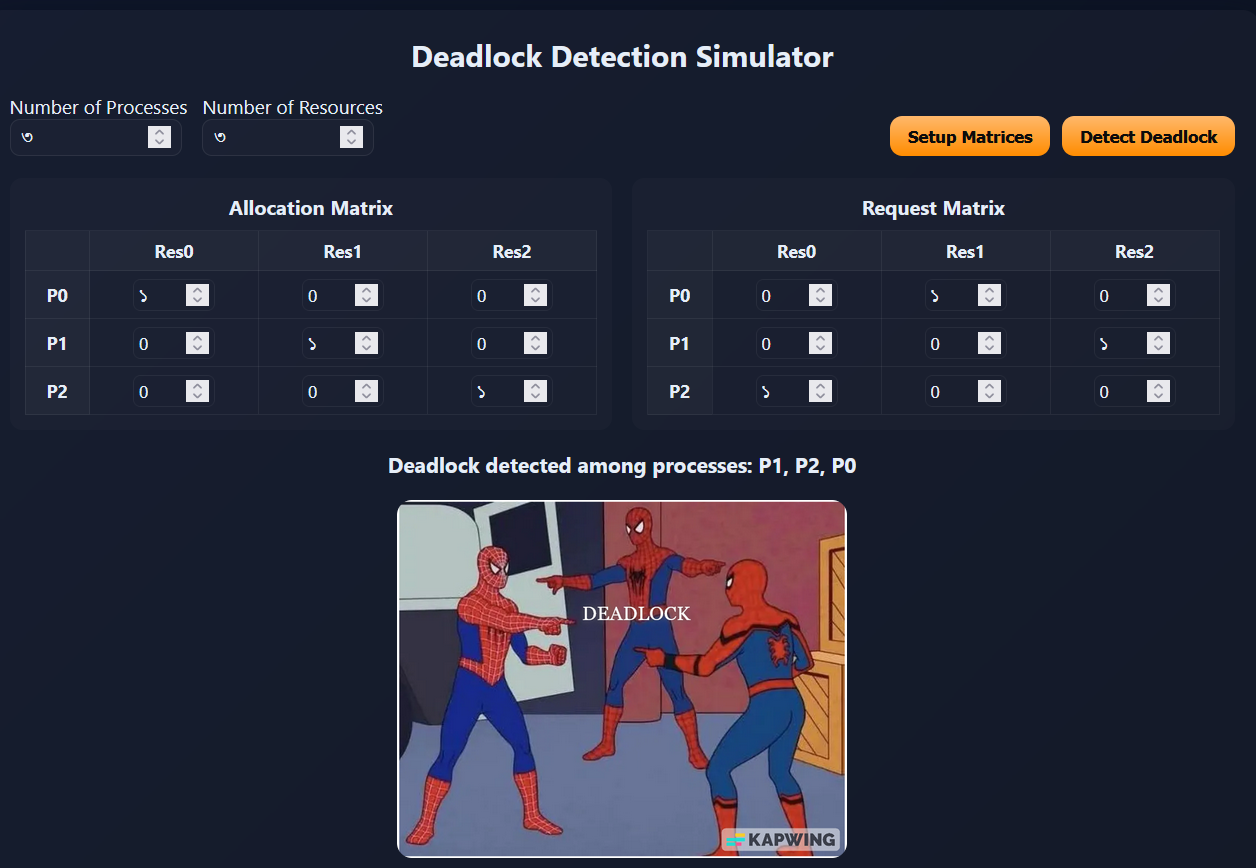 Deadlock Detection Simulator
Number of Processes Number of Resources
৩ ৩ Setup Matrices Detect Deadlock
Allocation Matrix
Res0 Res1 Res2
P0 ১ 0 0
P1 0 ১ 0
P2 0 0 ১
Request Matrix
Res0 Res1 Res2
P0 0 ১ 0
P1 0 0 ১
P2 ১ 0 0
Deadlock detected among processes: P1, P2, P0
DEADLOCK
KAPWING